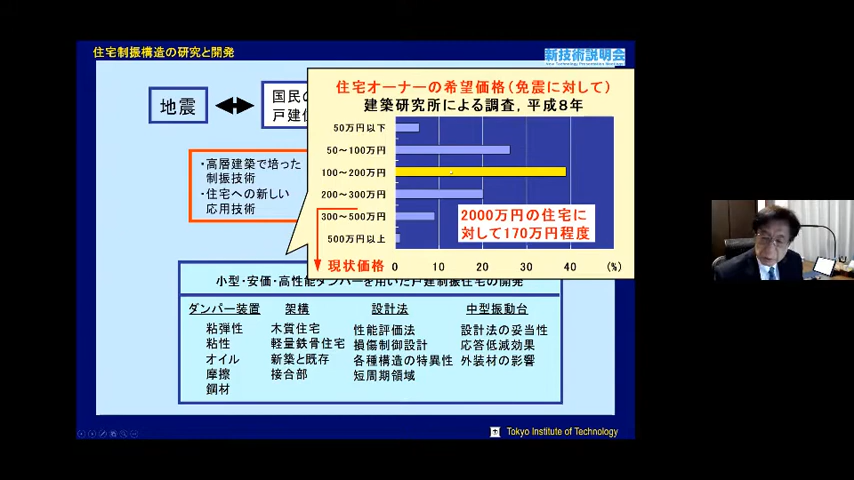 住宅制振構造の研究と開発
新技術説明会
地震
国民の
戸建
・高層建築で培った
制振技術
・住宅への新しい
応用技術
住宅オーナーの希望価格(免震に対して)
建築研究所による調査, 平成8年
50万円以下
50~100万円
100~200万円
200~300万円
300~500万円
500万円以上
2000万円の住宅に
対して170万円程度
現状価格
0 10 20 30 40 (%)
小型・安価・高性能ダンパーを用いた戸建制振住宅の開発
ダンパー装置
粘弾性
粘性
オイル
摩擦
鋼材
架構
木質住宅
軽量鉄骨住宅
新築と既存
接合部
設計法
性能評価法
損傷制御設計
各種構造の特異性
短周期領域
中型振動台
設計法の妥当性
応答低減効果
外装材の影響
Tokyo Institute of Technology